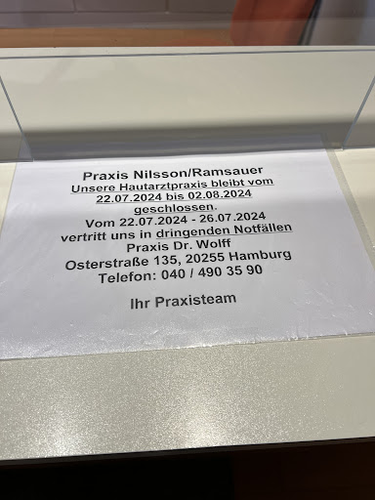 Praxis Nilsson/Ramsauer
Unsere Hautarztpraxis bleibt vom
22.07.2024 bis 02.08.2024
geschlossen.
Vom 22.07.2024 - 26.07.2024
vertritt uns in dringenden Notfällen
Praxis Dr. Wolff
Osterstraße 135, 20255 Hamburg
Telefon: 040 / 490 35 90
Ihr Praxisteam